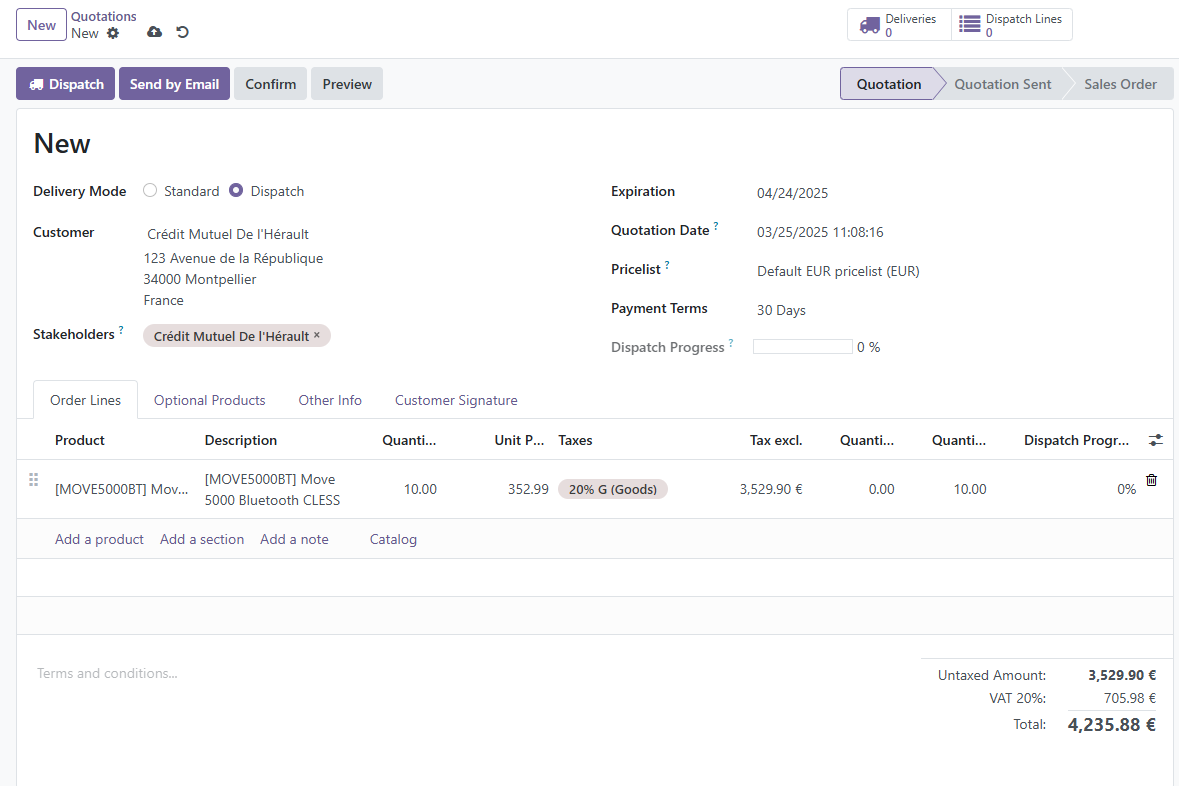 New
Quotations
New
Deliveries
0
Dispatch Lines
0
Dispatch
Send by Email
Confirm
Preview
Quotation
Quotation Sent
Sales Order
New
Delivery Mode
Standard
Dispatch
Customer
Crédit Mutuel De l'Hérault
123 Avenue de la République
34000 Montpellier
France
Stakeholders ?
Crédit Mutuel De l'Hérault ×
Expiration
04/24/2025
Quotation Date ?
03/25/2025 11:08:16
Pricelist ?
Default EUR pricelist (EUR)
Payment Terms
30 Days
Dispatch Progress ?
0 %
Order Lines
Optional Products
Other Info
Customer Signature
Product
Description
Quanti...
Unit P...
Taxes
Tax excl.
Quanti...
Quanti...
Dispatch Progr...
[MOVE5000BT] Mov...
[MOVE5000BT] Move
5000 Bluetooth CLESS
10.00
352.99
20% G (Goods)
3,529.90 €
0.00
10.00
0%
Add a product
Add a section
Add a note
Catalog
Terms and conditions...
Untaxed Amount:
3,529.90 €
VAT 20%:
705.98 €
Total:
4,235.88 €